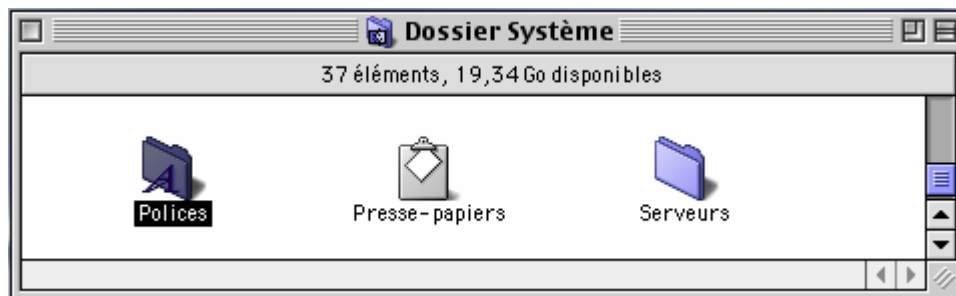 Dossier Système
37 éléments, 19,34 Go disponibles
Polices
Presse-papiers
Serveurs